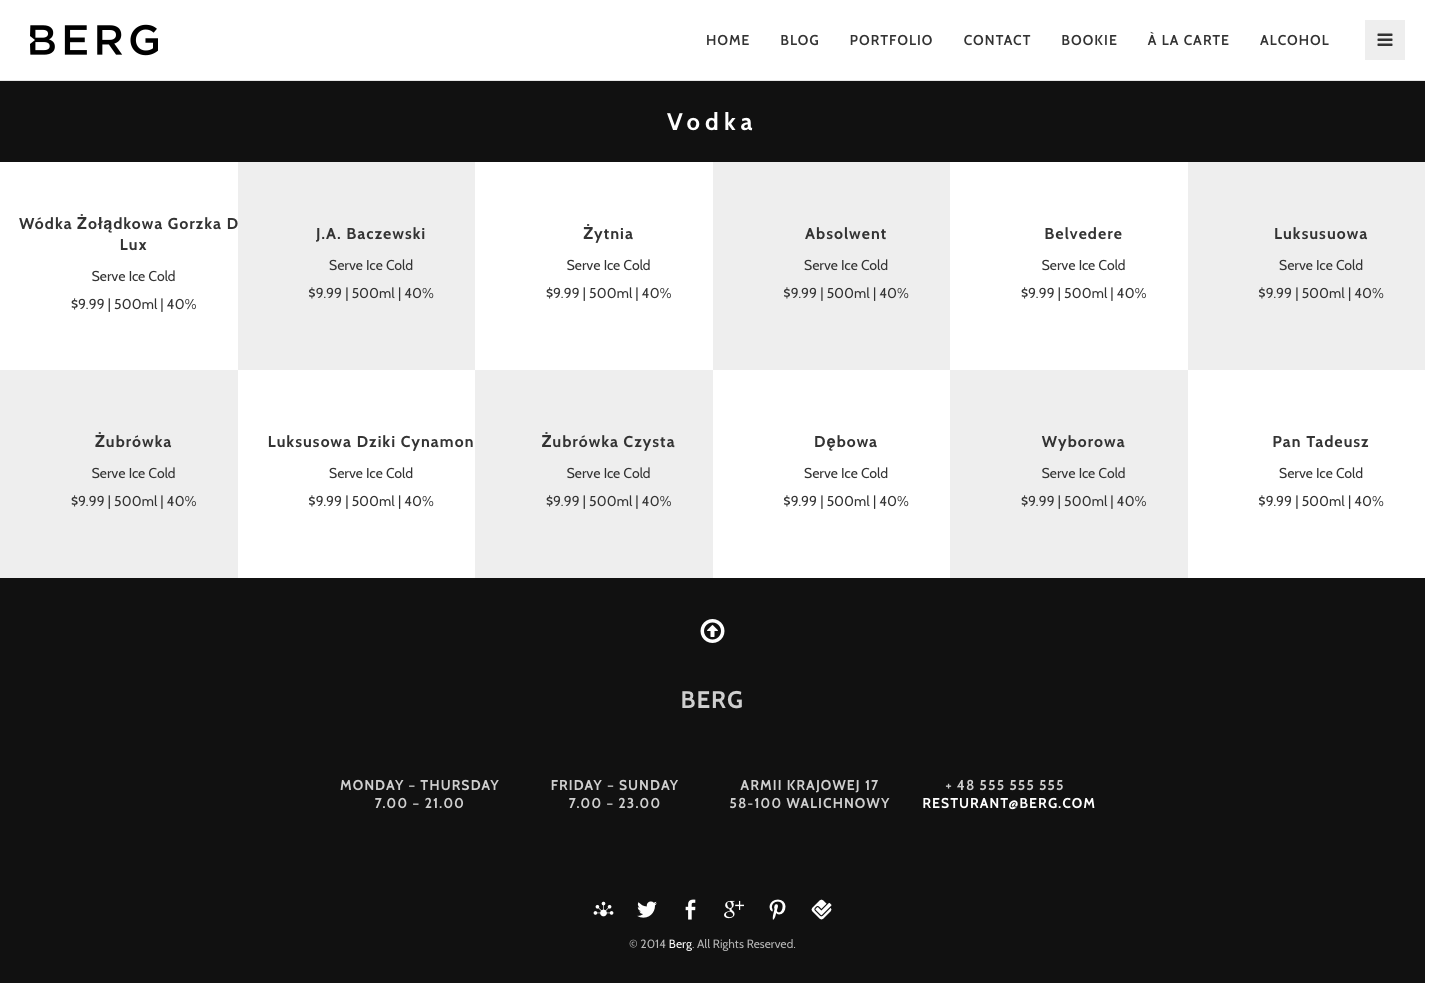 BERG
HOME BLOG PORTFOLIO CONTACT BOOKIE À LA CARTE ALCOHOL
Vodka
Wódka Żołądkowa Gorzka D
Lux
Serve Ice Cold
$9.99 | 500ml | 40%
J.A. Baczewski
Serve Ice Cold
$9.99 | 500ml | 40%
Żytnia
Serve Ice Cold
$9.99 | 500ml | 40%
Absolwent
Serve Ice Cold
$9.99 | 500ml | 40%
Belvedere
Serve Ice Cold
$9.99 | 500ml | 40%
Luksusuowa
Serve Ice Cold
$9.99 | 500ml | 40%
Żubrówka
Serve Ice Cold
$9.99 | 500ml | 40%
Luksusowa Dziki Cynamon
Serve Ice Cold
$9.99 | 500ml | 40%
Żubrówka Czysta
Serve Ice Cold
$9.99 | 500ml | 40%
Dębowa
Serve Ice Cold
$9.99 | 500ml | 40%
Wyborowa
Serve Ice Cold
$9.99 | 500ml | 40%
Pan Tadeusz
Serve Ice Cold
$9.99 | 500ml | 40%
BERG
MONDAY – THURSDAY
7.00 – 21.00
FRIDAY – SUNDAY
7.00 – 23.00
ARMII KRAJOWEJ 17
58-100 WALICHNOWY
+ 48 555 555 555
RESTURANT@BERG.COM
© 2014 Berg. All Rights Reserved.